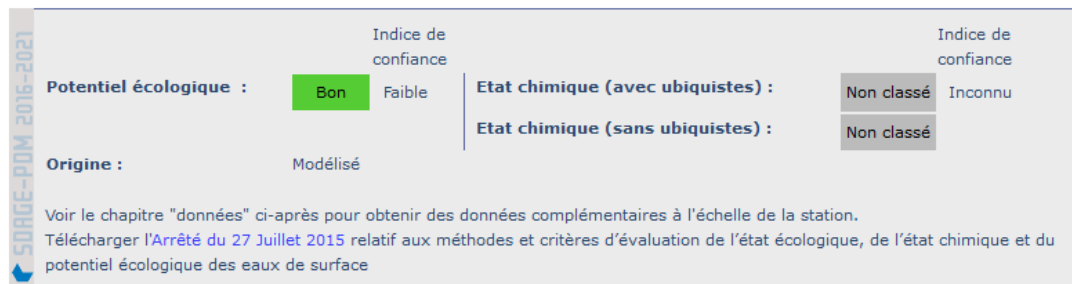 SDAGE-PDM 2016-2021
Indice de confiance
Indice de confiance
Potentiel écologique : Bon Faible Etat chimique (avec ubiquistes) : Non classé Inconnu
Etat chimique (sans ubiquistes) : Non classé
Origine : Modélisé
Voir le chapitre "données" ci-après pour obtenir des données complémentaires à l'échelle de la station.
Télécharger l'Arrêté du 27 Juillet 2015 relatif aux méthodes et critères d’évaluation de l’état écologique, de l’état chimique et du
potentiel écologique des eaux de surface